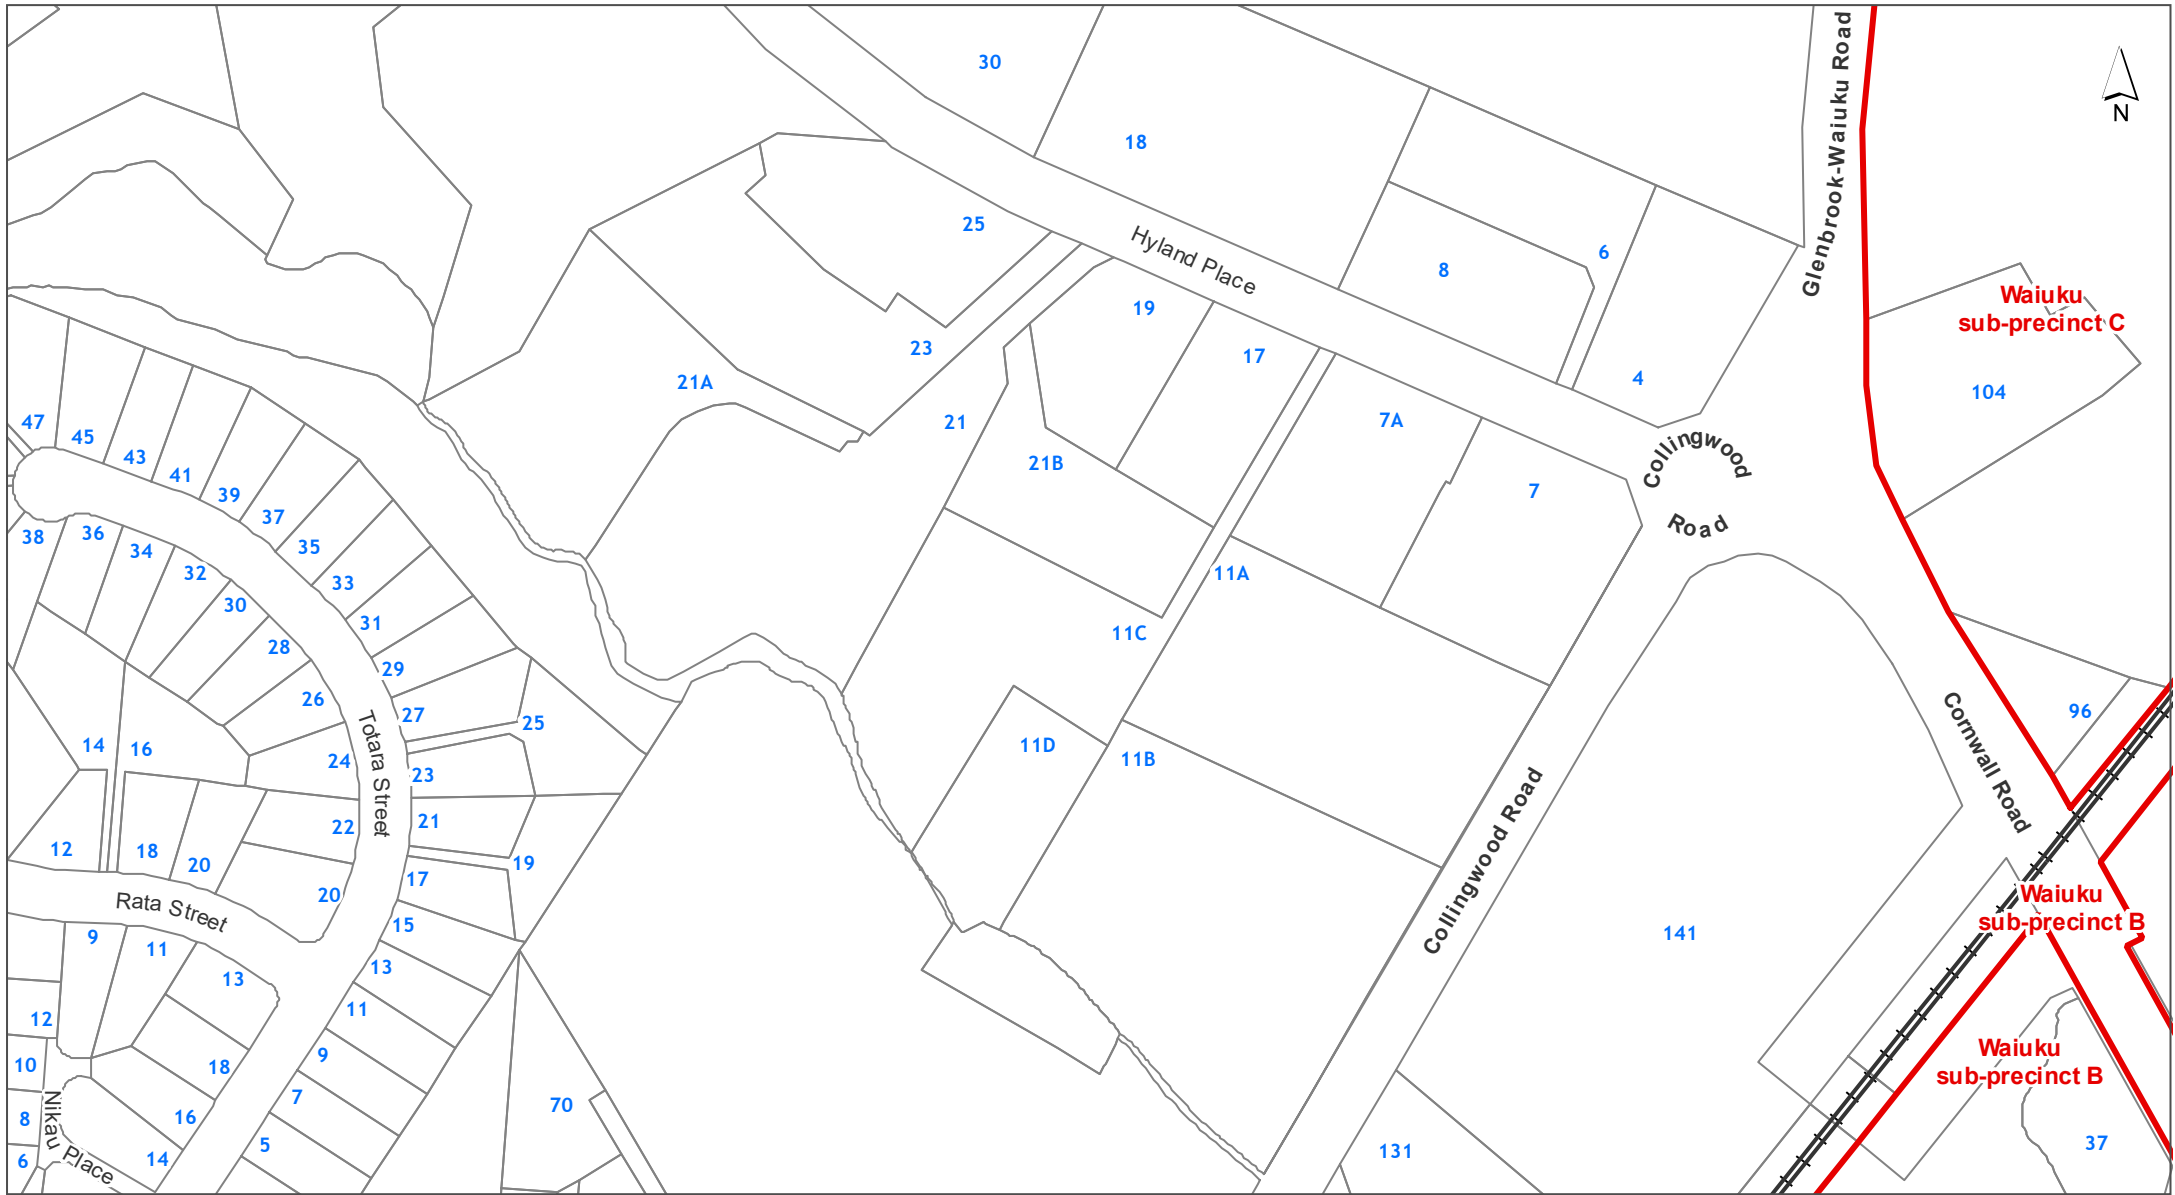 30
18
Glenbrook-Waiuku Road
N
25
Hyland Place
6
8
Waiuku
sub-precinct C
19
23
17
21A
4
104
47
45
21
7A
43
41
21B
Collingwood
Road
39
7
37
38
36
34
35
32
33
11A
30
31
11C
28
29
26
27
25
96
Cornwall Road
14
16
24
Totara Street
23
11D
11B
22
21
12
18
20
19
17
20
Collingwood Road
Waiuku
sub-precinct B
Rata Street
15
141
9
11
13
13
12
11
10
18
9
Waiuku
sub-precinct B
7
70
8
16
Nikau Place
5
6
14
131
37